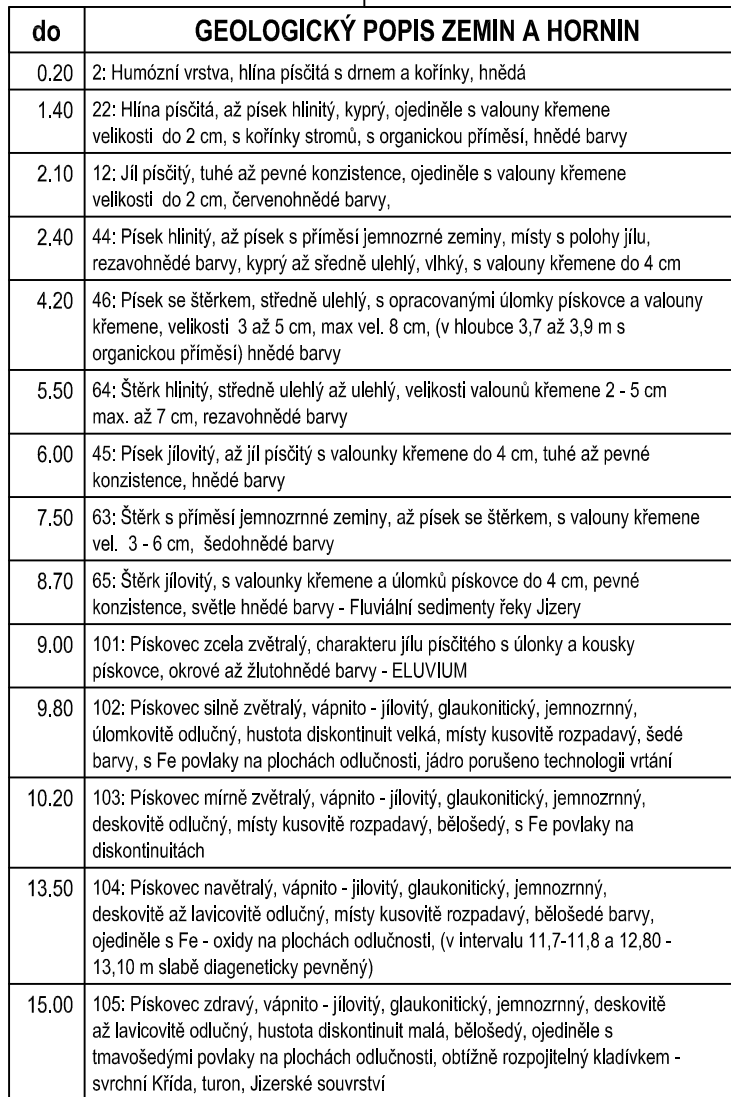 do GEOLOGICKÝ POPIS ZEMIN A HORNIN
0.20 2: Humózní vrstva, hlína písčitá s drnem a kořínky, hnědá
1.40 22: Hlína písčitá, až písek hlinitý, kyprý, ojediněle s valouny křemene
velikosti do 2 cm, s kořínky stromů, s organickou příměsí, hnědé barvy
2.10 12: Jíl písčitý, tuhé až pevné konzistence, ojediněle s valouny křemene
velikosti do 2 cm, červenohnědé barvy,
2.40 44: Písek hlinitý, až písek s příměsí jemnozrné zeminy, místy s polohy jílu,
rezavohnědé barvy, kyprý až sředně ulehlý, vlhký, s valouny křemene do 4 cm
4.20 46: Písek se štěrkem, středně ulehlý, s opracovanými úlomky pískovce a valouny
křemene, velikosti 3 až 5 cm, max vel. 8 cm, (v hloubce 3,7 až 3,9 m s
organickou příměsí) hnědé barvy
5.50 64: Štěrk hlinitý, středně ulehlý až ulehlý, velikosti valounů křemene 2 - 5 cm
max. až 7 cm, rezavohnědé barvy
6.00 45: Písek jílovitý, až jíl písčitý s valounky křemene do 4 cm, tuhé až pevné
konzistence, hnědé barvy
7.50 63: Štěrk s příměsí jemnozrnné zeminy, až písek se štěrkem, s valouny křemene
vel. 3 - 6 cm, šedohnědé barvy
8.70 65: Štěrk jílovitý, s valounky křemene a úlomků pískovce do 4 cm, pevné
konzistence, světle hnědé barvy - Fluviální sedimenty řeky Jizery
9.00 101: Pískovec zcela zvětralý, charakteru jílu písčitého s úlonky a kousky
pískovce, okrové až žlutohnědé barvy - ELUVIUM
9.80 102: Pískovec silně zvětralý, vápnito - jílovitý, glaukonitický, jemnozrnný,
úlomkovitě odlučný, hustota diskontinuit velká, místy kusovitě rozpadavý, šedé
barvy, s Fe povlaky na plochách odlučnosti, jádro porušeno technologii vrtání
10.20 103: Pískovec mírně zvětralý, vápnito - jílovitý, glaukonitický, jemnozrnný,
deskovitě odlučný, místy kusovitě rozpadavý, bělošedý, s Fe povlaky na
diskontinuitách
13.50 104: Pískovec navětralý, vápnito - jilovitý, glaukonitický, jemnozrnný,
deskovitě až lavicovitě odlučný, místy kusovitě rozpadavý, bělošedé barvy,
ojediněle s Fe - oxidy na plochách odlučnosti, (v intervalu 11,7-11,8 a 12,80 -
13,10 m slabě diageneticky pevněný)
15.00 105: Pískovec zdravý, vápnito - jílovitý, glaukonitický, jemnozrnný, deskovitě
až lavicovitě odlučný, hustota diskontinuit malá, bělošedý, ojediněle s
tmavošedými povlaky na plochách odlučnosti, obtížně rozpojitelný kladívkem -
svrchní Křída, turon, Jizerské souvrství